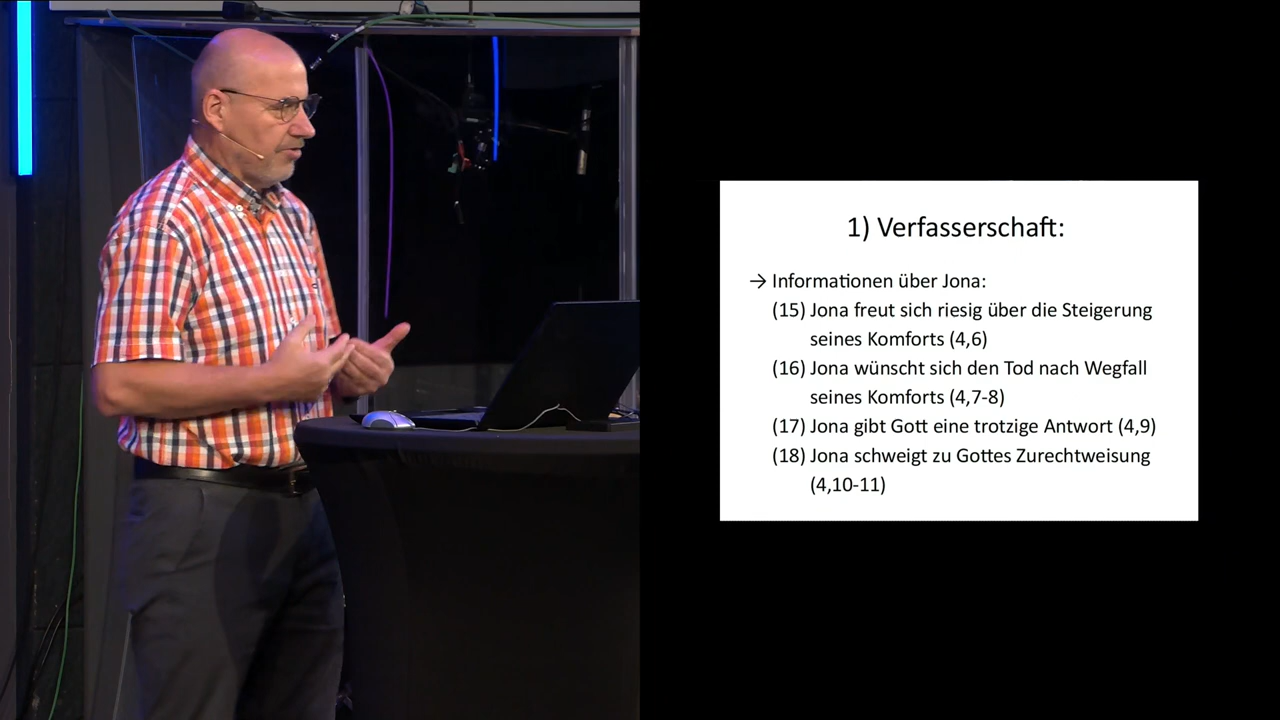 1) Verfasserschaft:
→ Informationen über Jona:
(15) Jona freut sich riesig über die Steigerung
seines Komforts (4,6)
(16) Jona wünscht sich den Tod nach Wegfall
seines Komforts (4,7-8)
(17) Jona gibt Gott eine trotzige Antwort (4,9)
(18) Jona schweigt zu Gottes Zurechtweisung
(4,10-11)